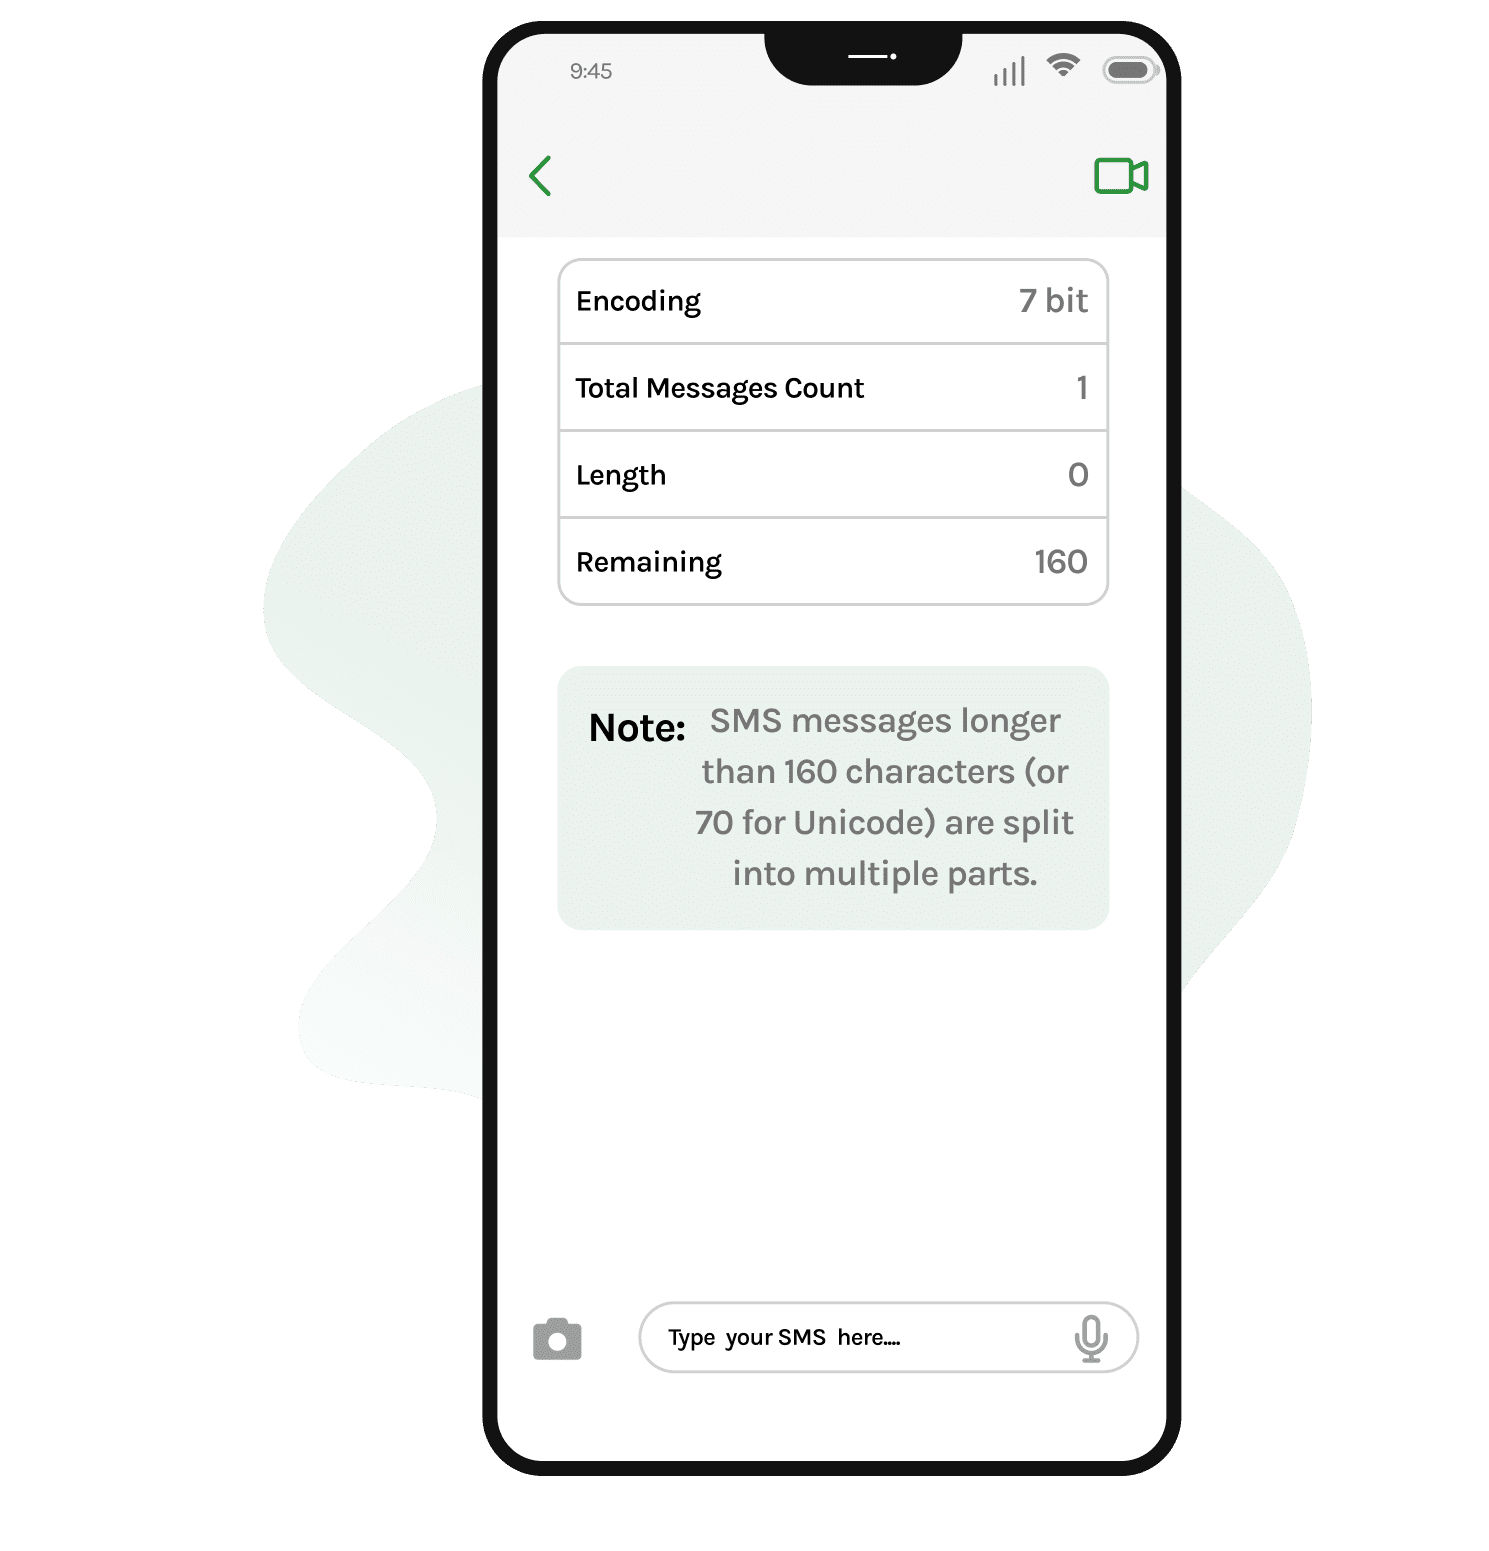 9:45
Encoding 7 bit
Total Messages Count 1
Length 0
Remaining 160
Note: SMS messages longer
than 160 characters (or
70 for Unicode) are split
into multiple parts.
Type your SMS here....